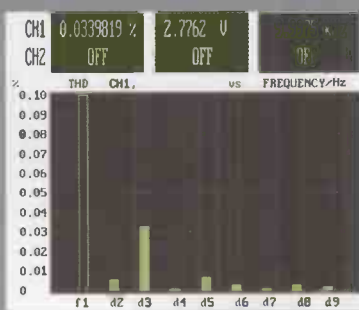 CH1 0.0339819 % 2.7762 V
CH2 OFF OFF
% THD CH1, vs FREQUENCY/Hz
0.10
0.09
0.08
0.07
0.06
0.05
0.04
0.03
0.02
0.01
0
f1 d2 d3 d4 d5 d6 d7 d8 d9